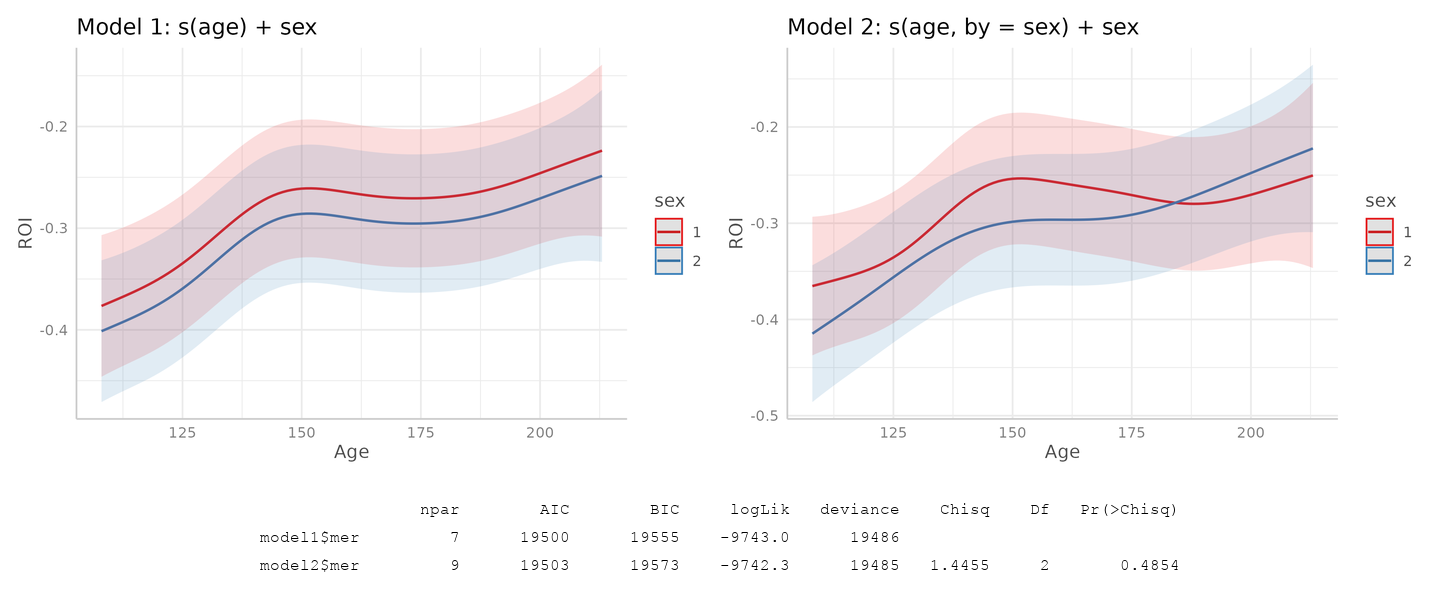 Model 1: s(age) + sex
-0.2
-0.3
-0.4
ROI
125 150 175 200
Age
sex
1
2
Model 2: s(age, by = sex) + sex
-0.2
-0.3
-0.4
-0.5
ROI
125 150 175 200
Age
sex
1
2
npar AIC BIC logLik deviance Chisq Df Pr(>Chisq)
model1$mer 7 19500 19555 -9743.0 19486
model2$mer 9 19503 19573 -9742.3 19485 1.4455 2 0.4854